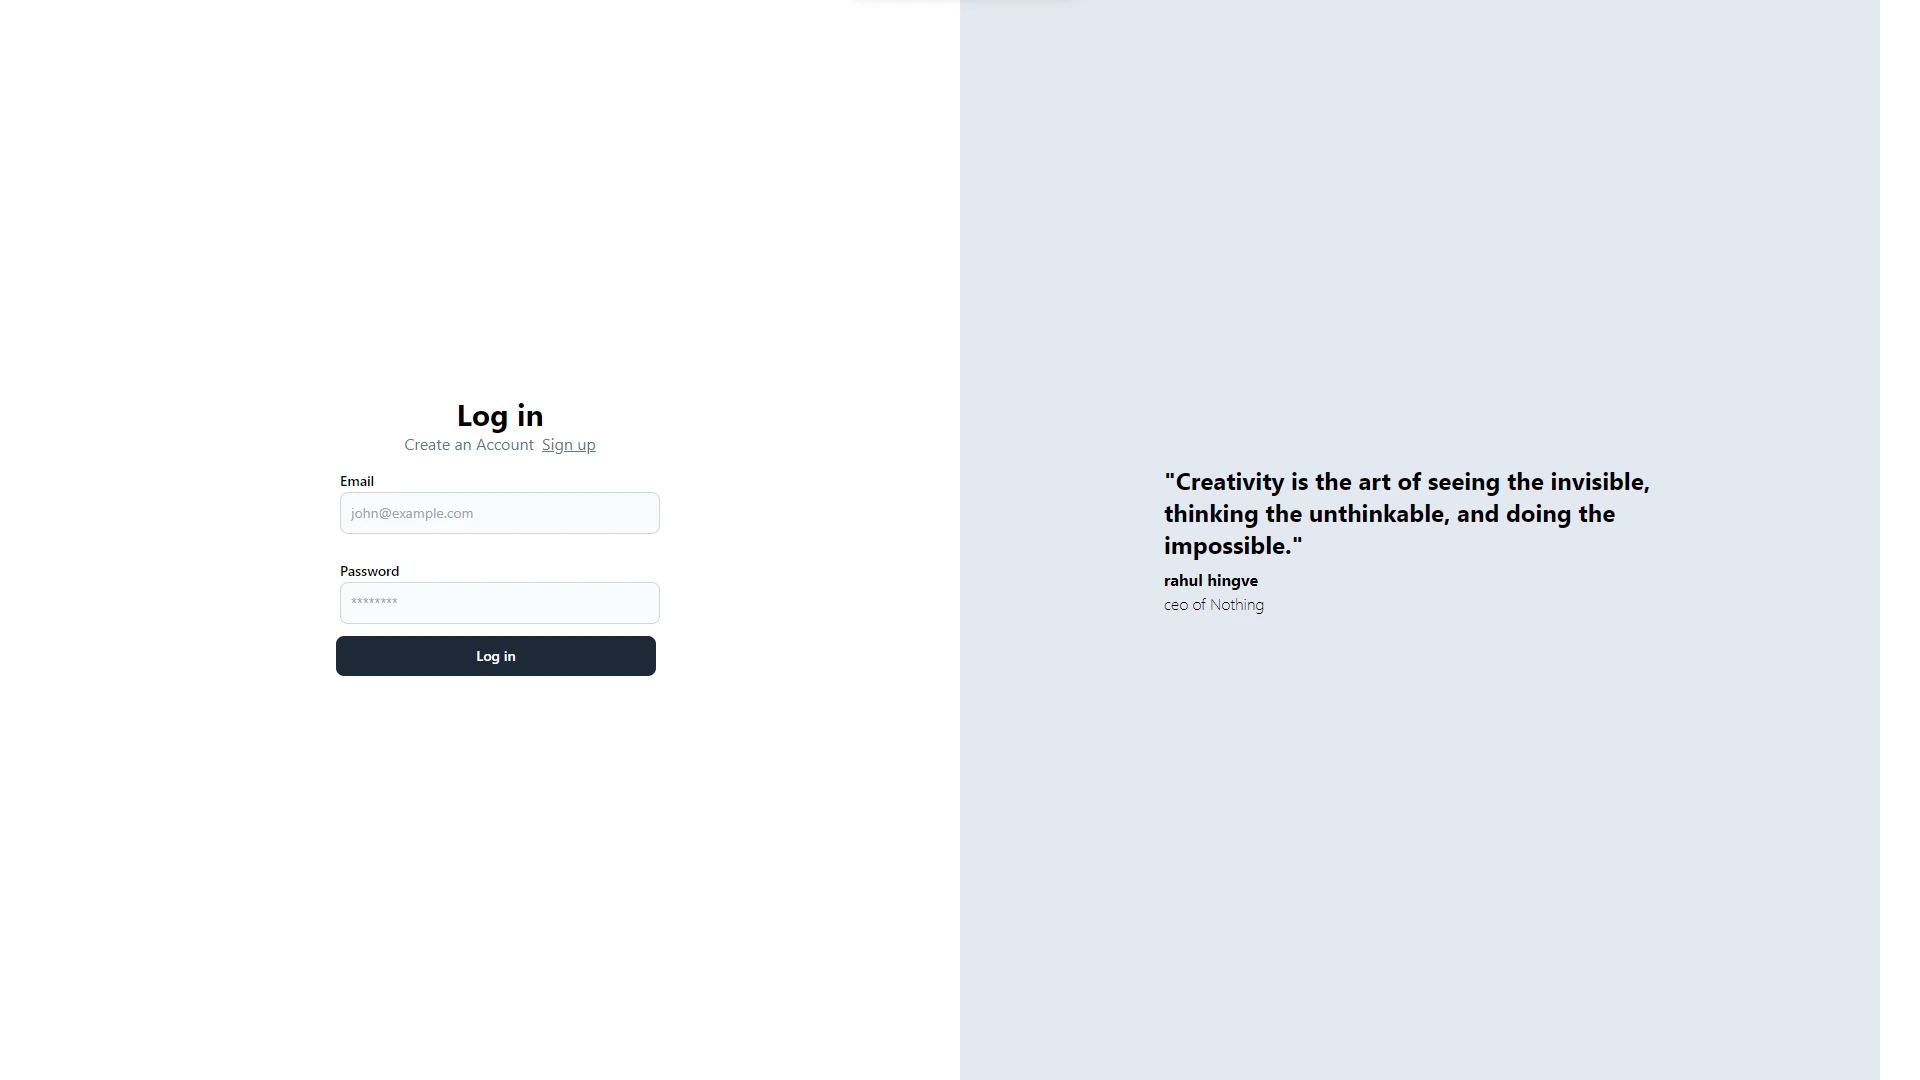 Log in
Create an Account Sign up
Email
john@example.com
Password
********
Log in
"Creativity is the art of seeing the invisible,
thinking the unthinkable, and doing the
impossible."
rahul hingve
ceo of Nothing